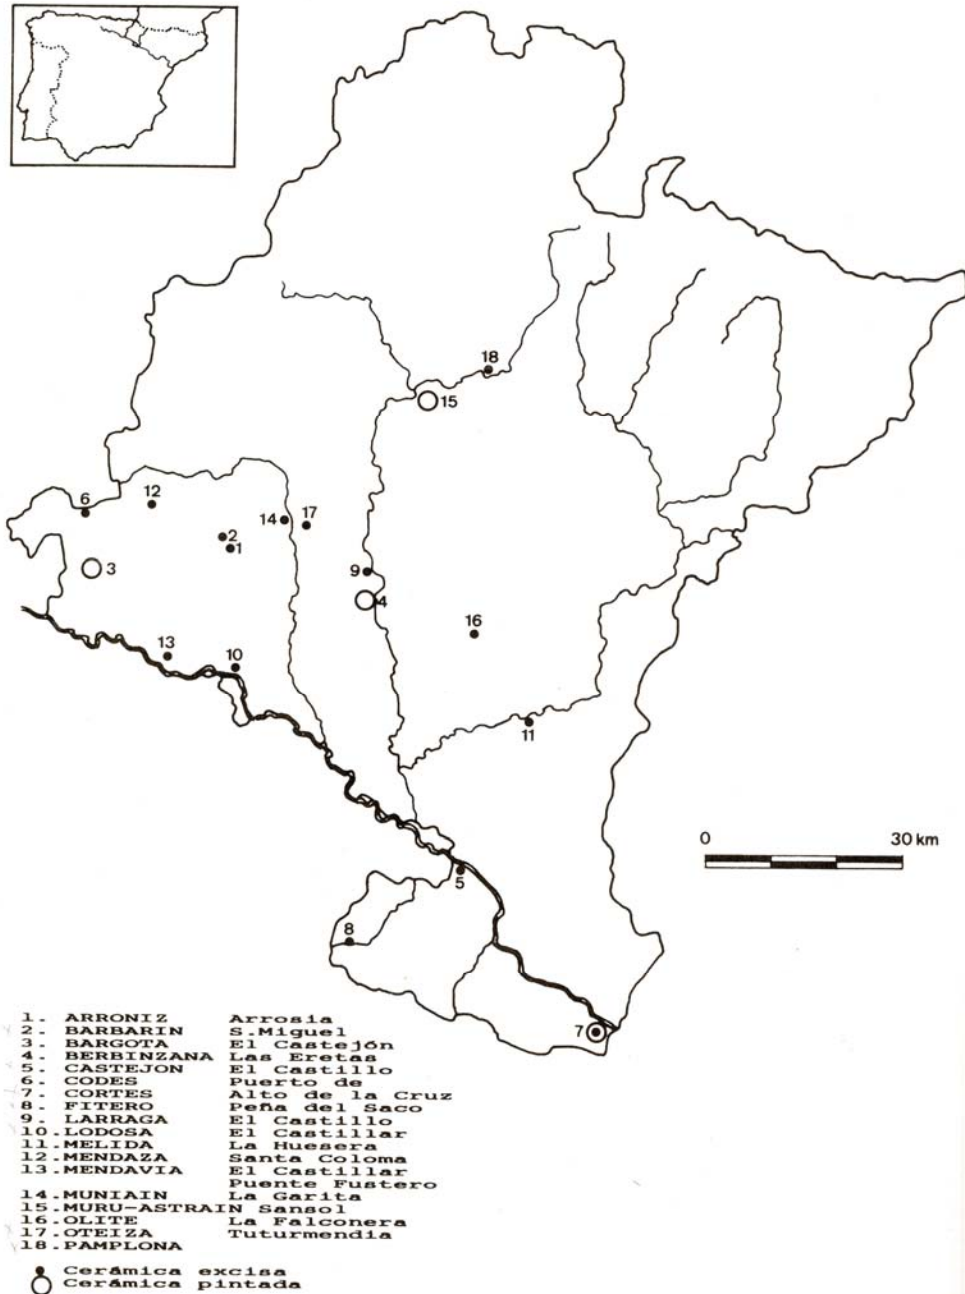 18
15
6
12
14
17
2
1
3
9
4
16
13
10
11
0 30 km
5
8
7
1. ARRONIZ Arrosia
2. BARBARIN S.Miguel
3. BARGOTA El Castejón
4. BERBINZANA Las Eretas
5. CASTEJON El Castillo
6. CODES Puerto de
7. CORTES Alto de la Cruz
8. FITERO Peña del Saco
9. LARRAGA El Castillo
10. LODOSA El Castillar
11. MELIDA La Huesera
12. MENDAZA Santa Coloma
13. MENDAVIA El Castillar
Puente Fustero
14. MUNIAIN La Garita
15. MURU-ASTRAIN Sansol
16. OLITE La Falconera
17. OTEIZA Tuturmendia
18. PAMPLONA
Cerámica excisa
Cerámica pintada